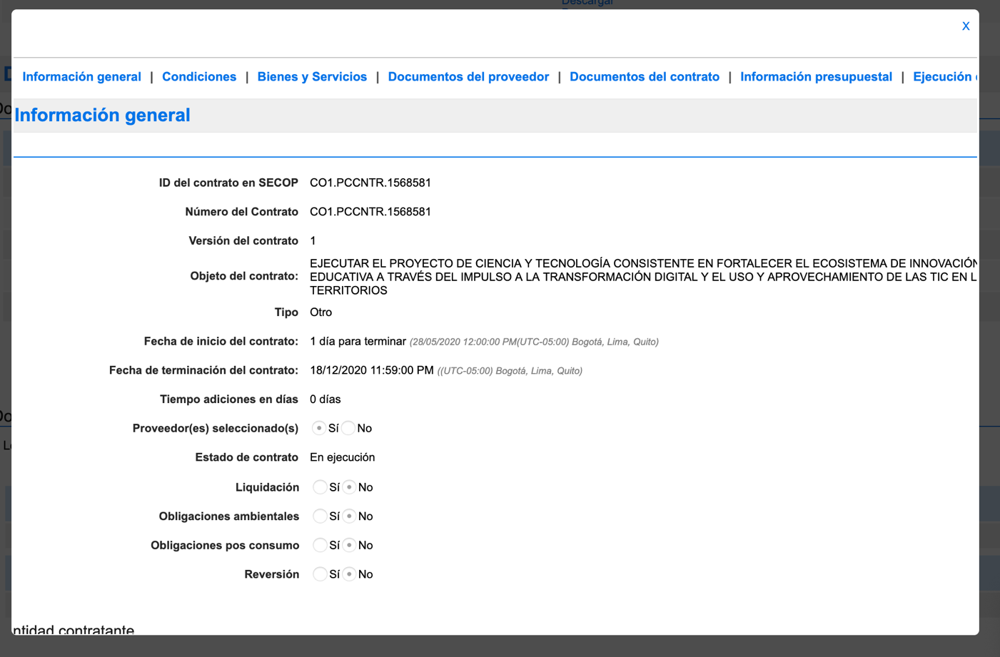 Descargar
X
Información general | Condiciones | Bienes y Servicios | Documentos del proveedor | Documentos del contrato | Información presupuestal | Ejecución
Información general
ID del contrato en SECOP CO1.PCCNTR.1568581
Número del Contrato CO1.PCCNTR.1568581
Versión del contrato 1
Objeto del contrato: EJECUTAR EL PROYECTO DE CIENCIA Y TECNOLOGÍA CONSISTENTE EN FORTALECER EL ECOSISTEMA DE INNOVACIÓN
EDUCATIVA A TRAVÉS DEL IMPULSO A LA TRANSFORMACIÓN DIGITAL Y EL USO Y APROVECHAMIENTO DE LAS TIC EN L
TERRITORIOS
Tipo Otro
Fecha de inicio del contrato: 1 día para terminar (28/05/2020 12:00:00 PM(UTC-05:00) Bogotá, Lima, Quito)
Fecha de terminación del contrato: 18/12/2020 11:59:00 PM ((UTC-05:00) Bogotá, Lima, Quito)
Tiempo adiciones en días 0 días
Proveedor(es) seleccionado(s) Sí No
Estado de contrato En ejecución
Liquidación Sí No
Obligaciones ambientales Sí No
Obligaciones pos consumo Sí No
Reversión Sí No
ntidad contratante